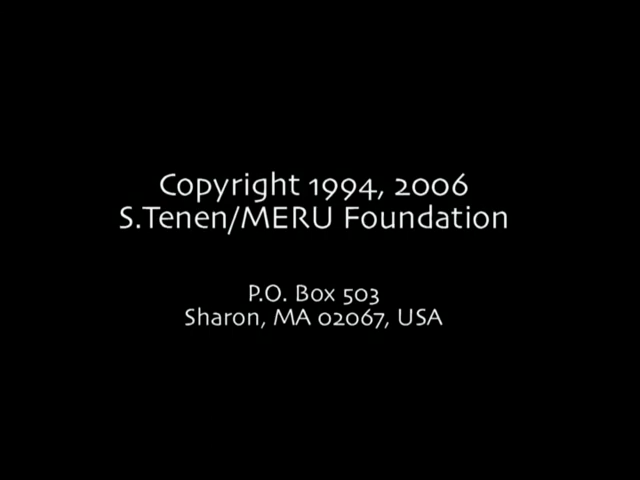 Copyright 1994, 2006
S.Tenen/MERU Foundation
P.O. Box 503
Sharon, MA 02067, USA